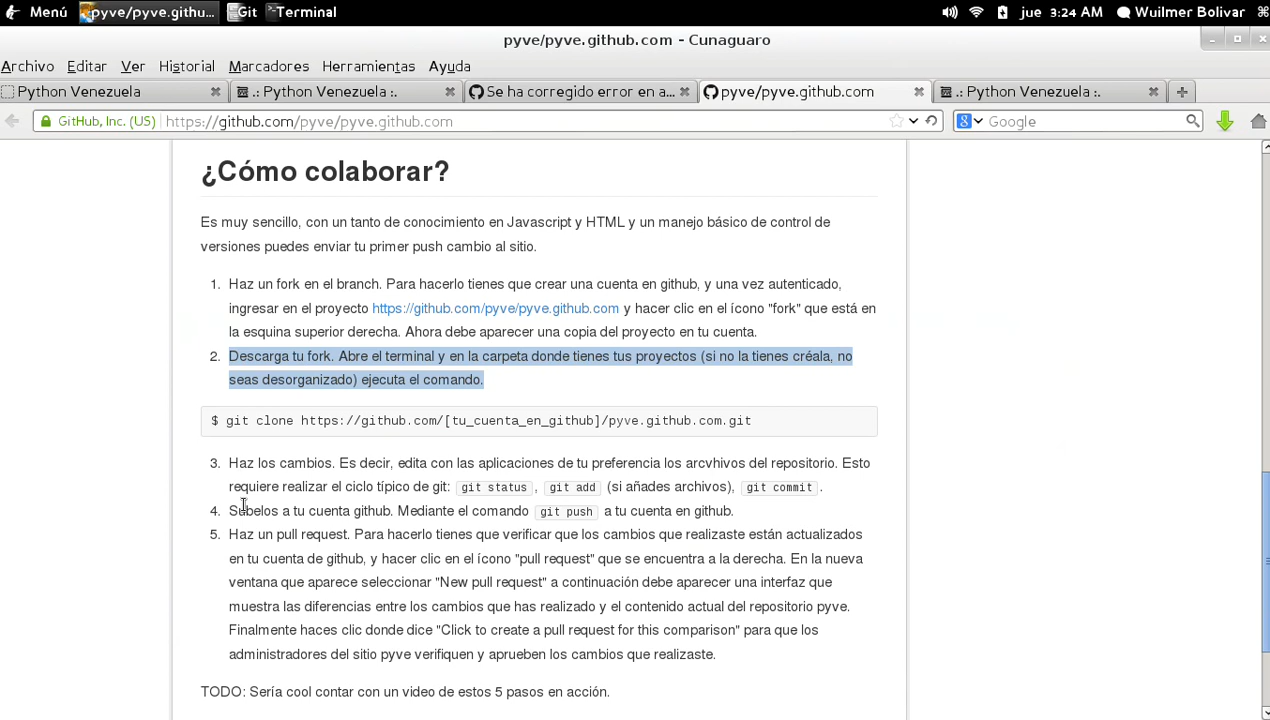 Menú pyve/pyve.githu... Git Terminal jue 3:24 AM Wuilmer Bolivar
pyve/pyve.github.com - Cunaguaro
Archivo Editar Ver Historial Marcadores Herramientas Ayuda
Python Venezuela .: Python Venezuela :. Se ha corregido error en a... pyve/pyve.github.com .: Python Venezuela :.
GitHub, Inc. (US) https://github.com/pyve/pyve.github.com Google
¿Cómo colaborar?
Es muy sencillo, con un tanto de conocimiento en Javascript y HTML y un manejo básico de control de
versiones puedes enviar tu primer push cambio al sitio.
1. Haz un fork en el branch. Para hacerlo tienes que crear una cuenta en github, y una vez autenticado,
ingresar en el proyecto https://github.com/pyve/pyve.github.com y hacer clic en el ícono "fork" que está en
la esquina superior derecha. Ahora debe aparecer una copia del proyecto en tu cuenta.
2. Descarga tu fork. Abre el terminal y en la carpeta donde tienes tus proyectos (si no la tienes créala, no
seas desorganizado) ejecuta el comando.
$ git clone https://github.com/[tu_cuenta_en_github]/pyve.github.com.git
3. Haz los cambios. Es decir, edita con las aplicaciones de tu preferencia los arcvhivos del repositorio. Esto
requiere realizar el ciclo típico de git: git status , git add (si añades archivos), git commit .
4. Súbelos a tu cuenta github. Mediante el comando git push a tu cuenta en github.
5. Haz un pull request. Para hacerlo tienes que verificar que los cambios que realizaste están actualizados
en tu cuenta de github, y hacer clic en el ícono "pull request" que se encuentra a la derecha. En la nueva
ventana que aparece seleccionar "New pull request" a continuación debe aparecer una interfaz que
muestra las diferencias entre los cambios que has realizado y el contenido actual del repositorio pyve.
Finalmente haces clic donde dice "Click to create a pull request for this comparison" para que los
administradores del sitio pyve verifiquen y aprueben los cambios que realizaste.
TODO: Sería cool contar con un video de estos 5 pasos en acción.